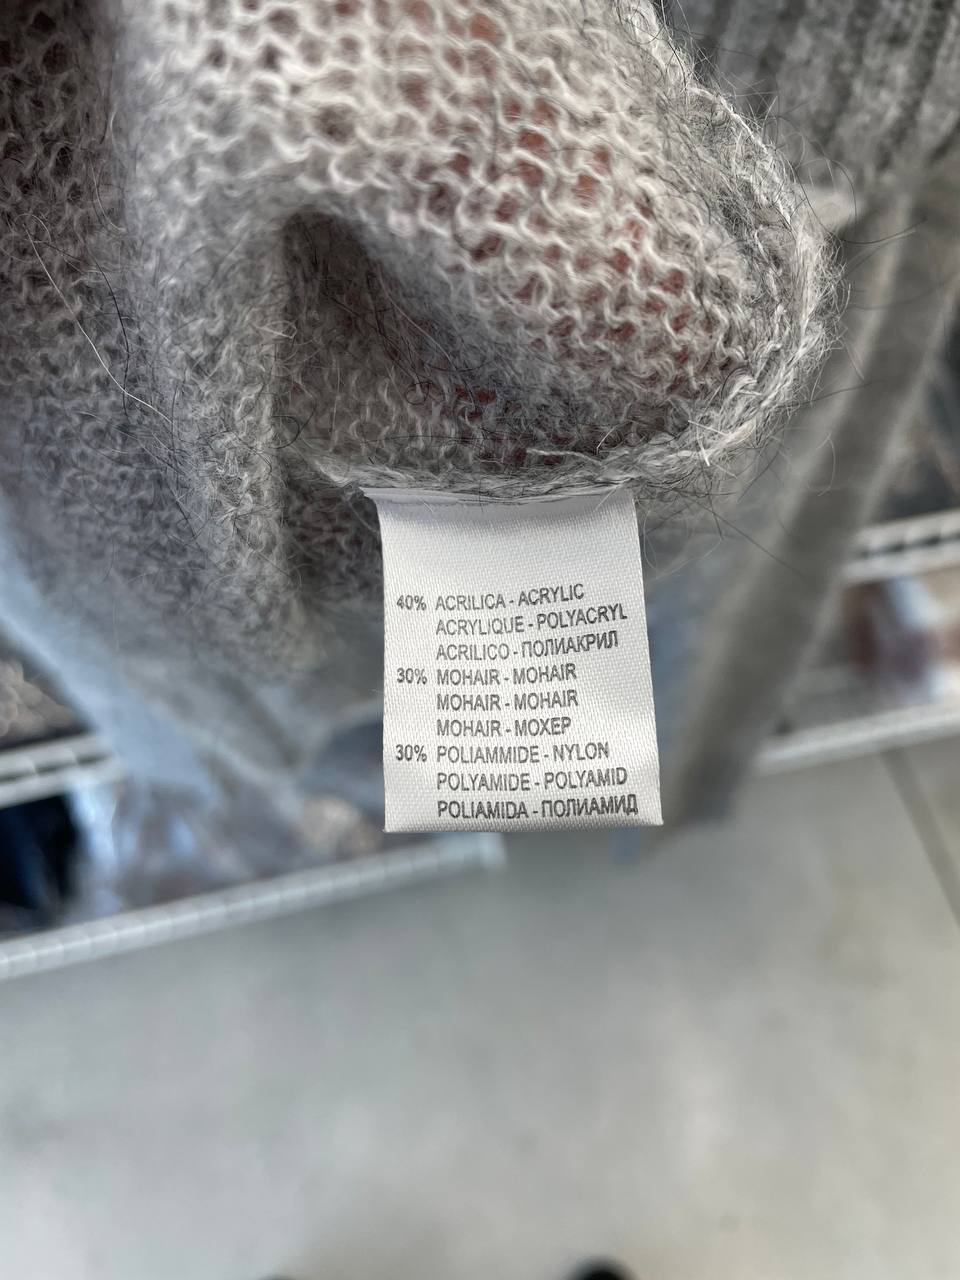 40% ACRILICA - ACRYLIC
ACRYLIQUE - POLYACRYL
ACRILICO - ПОЛИАКРИЛ
30% MOHAIR - MOHAIR
MOHAIR - MOHAIR
MOHAIR - МОХЕР
30% POLIAMMIDE - NYLON
POLYAMIDE - POLYAMID
POLIAMIDA - ПОЛИАМИД